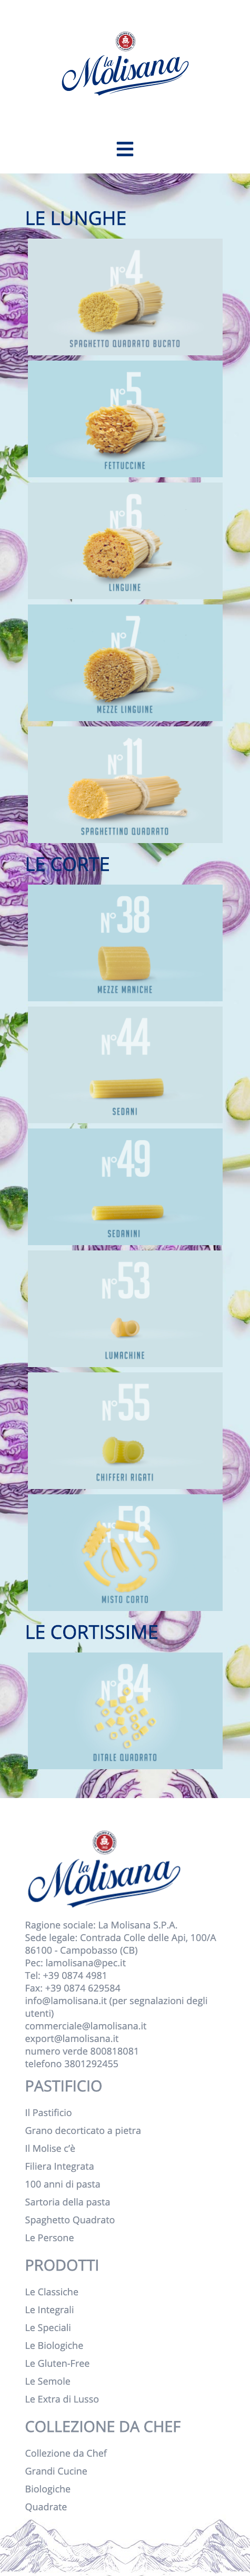 la
Molisana
LE LUNGHE
N°4
SPAGHETTO QUADRATO BUCATO
N°5
FETTUCCINE
N°6
LINGUINE
N°7
MEZZE LINGUINE
N°11
SPAGHETTINO QUADRATO
LE CORTE
N°38
MEZZE MANICHE
N°44
SEDANI
N°49
SEDANINI
N°53
LUMACHINE
N°55
CHIFFERI RIGATI
N°58
MISTO CORTO
LE CORTISSIME
N°84
DITALE QUADRATO
la
Molisana
Ragione sociale: La Molisana S.P.A.
Sede legale: Contrada Colle delle Api, 100/A
86100 - Campobasso (CB)
Pec: lamolisana@pec.it
Tel: +39 0874 4981
Fax: +39 0874 629584
info@lamolisana.it (per segnalazioni degli
utenti)
commerciale@lamolisana.it
export@lamolisana.it
numero verde 800818081
telefono 3801292455
PASTIFICIO
Il Pastificio
Grano decorticato a pietra
Il Molise c'è
Filiera Integrata
100 anni di pasta
Sartoria della pasta
Spaghetto Quadrato
Le Persone
PRODOTTI
Le Classiche
Le Integrali
Le Speciali
Le Biologiche
Le Gluten-Free
Le Semole
Le Extra di Lusso
COLLEZIONE DA CHEF
Collezione da Chef
Grandi Cucine
Biologiche
Quadrate